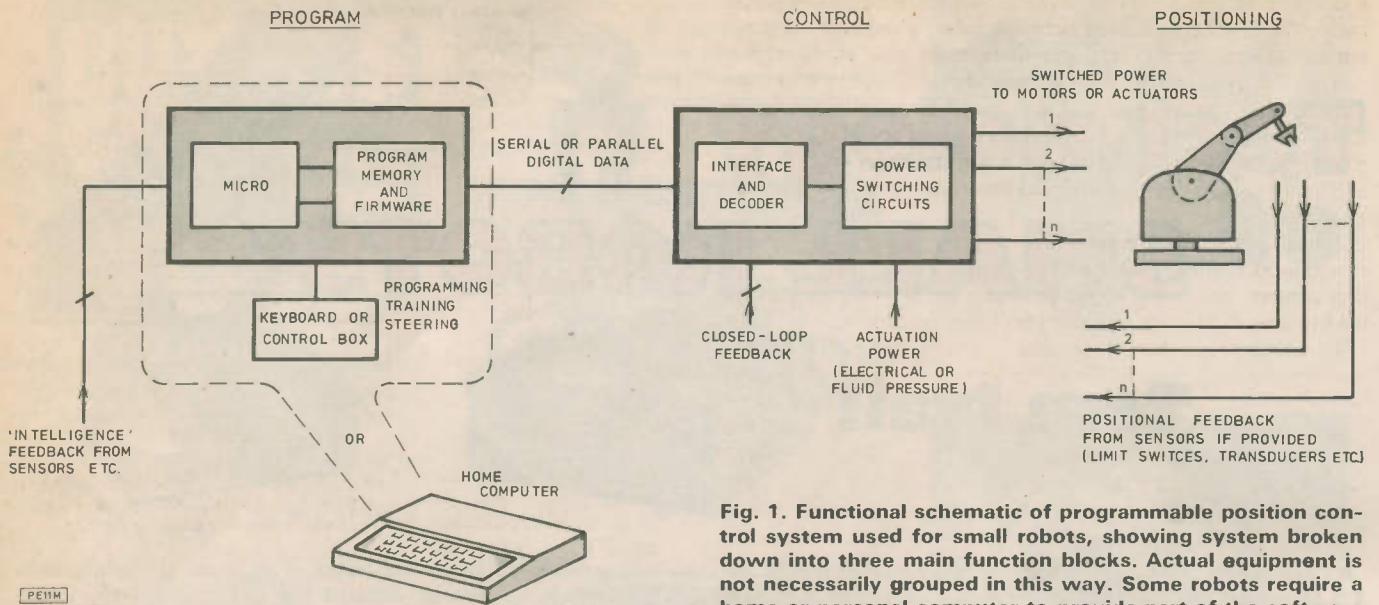 PROGRAM
CONTROL
POSITIONING
SWITCHED POWER
TO MOTORS OR ACTUATORS
1
2
n
MICRO
PROGRAM
MEMORY
AND
FIRMWARE
SERIAL OR PARALLEL
DIGITAL DATA
INTERFACE
AND
DECODER
POWER
SWITCHING
CIRCUITS
KEYBOARD OR
CONTROL BOX
PROGRAMMING
TRAINING
STEERING
CLOSED-LOOP
FEEDBACK
ACTUATION
POWER
(ELECTRICAL OR
FLUID PRESSURE)
1
2
n
POSITIONAL FEEDBACK
FROM SENSORS IF PROVIDED
(LIMIT SWITCES, TRANSDUCERS ETC.)
'INTELLIGENCE'
FEEDBACK FROM
SENSORS ETC.
OR
HOME
COMPUTER
PE11M
Fig. 1. Functional schematic of programmable position con-
trol system used for small robots, showing system broken
down into three main function blocks. Actual equipment is
not necessarily grouped in this way. Some robots require a